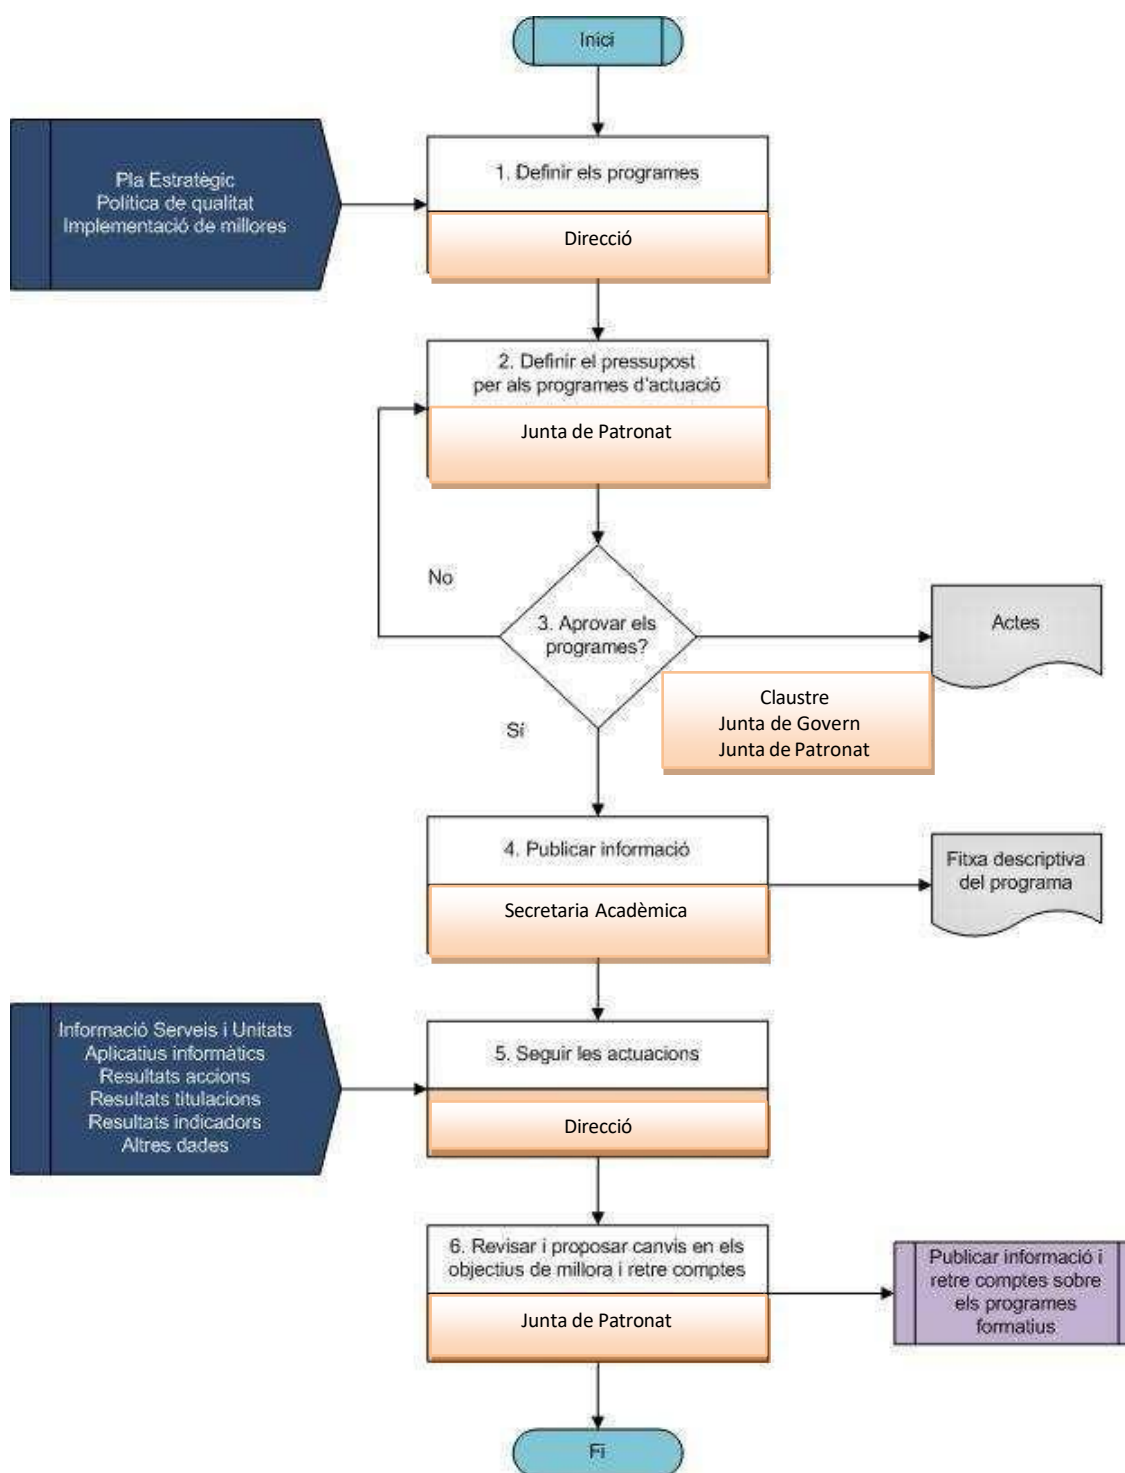 Inici
Pla Estratègic
Política de qualitat
Implementació de millores
1. Definir els programes
Direcció
2. Definir el pressupost
per als programes d'actuació
Junta de Patronat
No
3. Aprovar els
programes?
Actes
Claustre
Junta de Govern
Junta de Patronat
Sí
4. Publicar informació
Secretaria Acadèmica
Fitxa descriptiva
del programa
Informació Serveis i Unitats
Aplicatius informàtics
Resultats accions
Resultats titulacions
Resultats indicadors
Altres dades
5. Seguir les actuacions
Direcció
6. Revisar i proposar canvis en els
objectius de millora i retre comptes
Junta de Patronat
Publicar informació i
retre comptes sobre
els programes
formatius
Fi